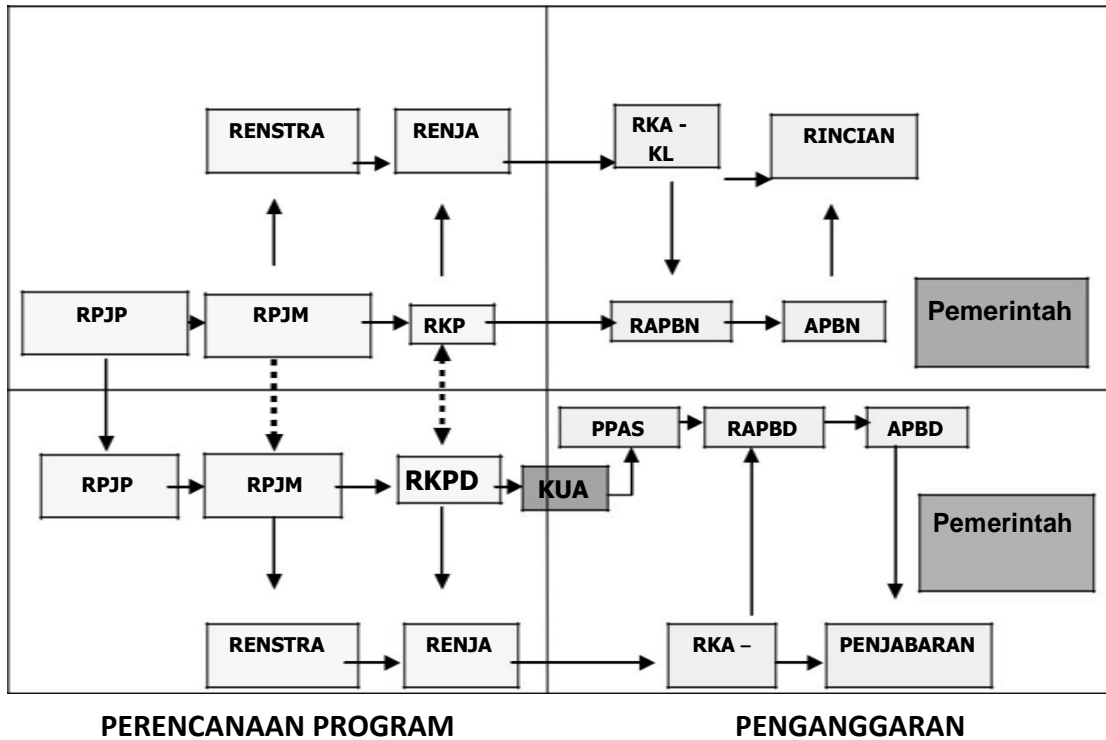 RENSTRA
RENJA
RKA -
KL
RINCIAN
RPJP
RPJM
RKP
RAPBN
APBN
Pemerintah
PPAS
RAPBD
APBD
RPJP
RPJM
RKPD
KUA
Pemerintah
RENSTRA
RENJA
RKA –
PENJABARAN
PERENCANAAN PROGRAM
PENGANGGARAN